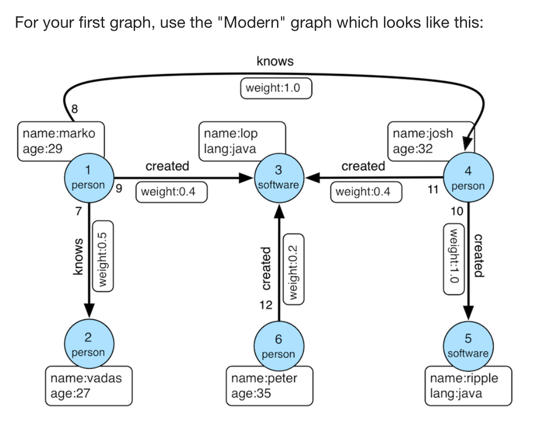 For your first graph, use the "Modern" graph which looks like this:
knows
weight:1.0
8
name:marko
age:29
name:lop
lang:java
name:josh
age:32
1
person
9
created
weight:0.4
3
software
created
weight:0.4
11
4
person
7
knows
weight:0.5
created
weight:0.2
12
10
weight:1.0
created
2
person
6
person
5
software
name:vadas
age:27
name:peter
age:35
name:ripple
lang:java